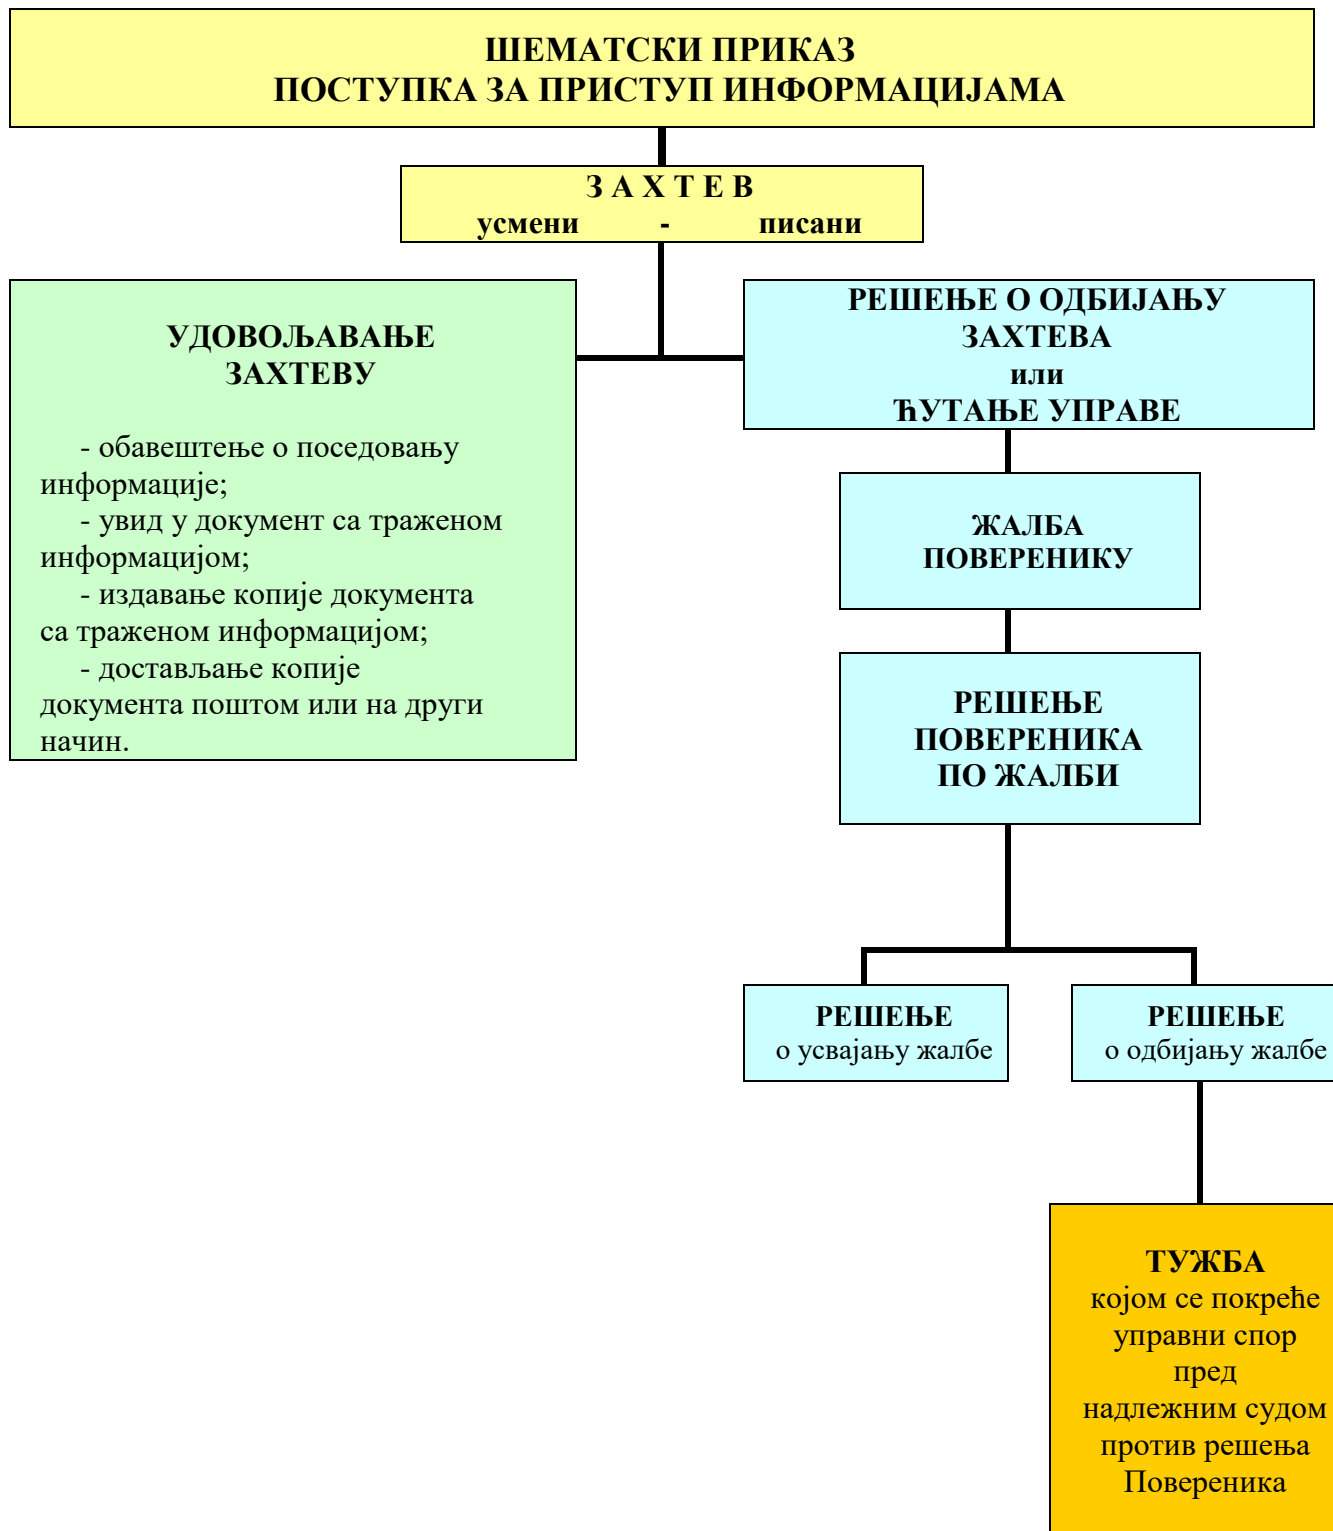 ШЕМАТСКИ ПРИКАЗ
ПОСТУПКА ЗА ПРИСТУП ИНФОРМАЦИЈАМА
З А Х Т Е В
усмени - писани
УДОВОЉАВАЊЕ
ЗАХТЕВУ
- обавештење о поседовању
информације;
- увид у документ са траженом
информацијом;
- издавање копије документа
са траженом информацијом;
- достављање копије
документа поштом или на други
начин.
РЕШЕЊЕ О ОДБИЈАЊУ
ЗАХТЕВА
или
ЋУТАЊЕ УПРАВЕ
ЖАЛБА
ПОВЕРЕНИКУ
РЕШЕЊЕ
ПОВЕРЕНИКА
ПО ЖАЛБИ
РЕШЕЊЕ
о усвајању жалбе
РЕШЕЊЕ
о одбијању жалбе
ТУЖБА
којом се покреће
управни спор
пред
надлежним судом
против решења
Повереника